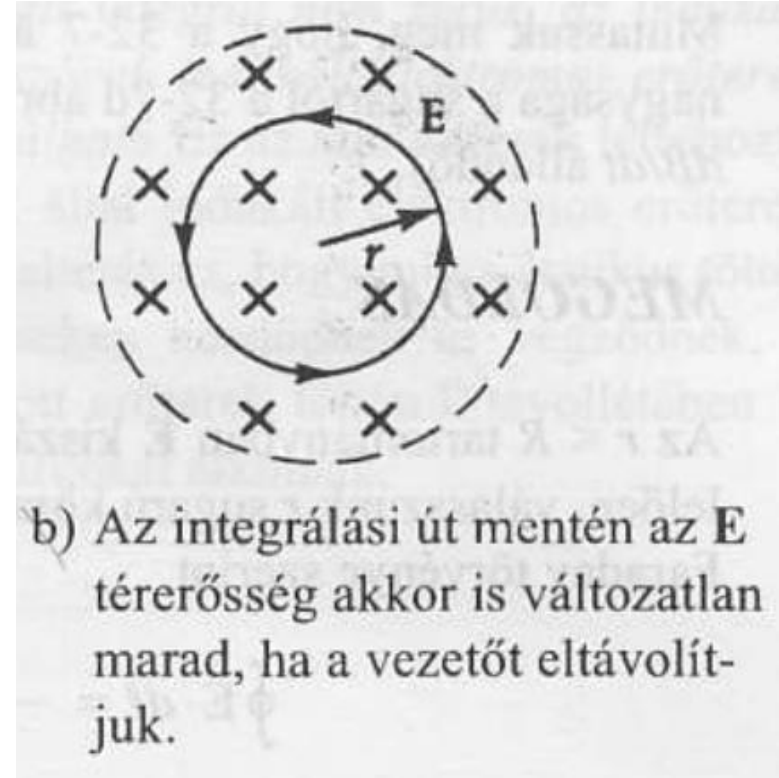 E
r
b) Az integrálási út mentén az E
térerősség akkor is változatlan
marad, ha a vezetőt eltávolít-
juk.